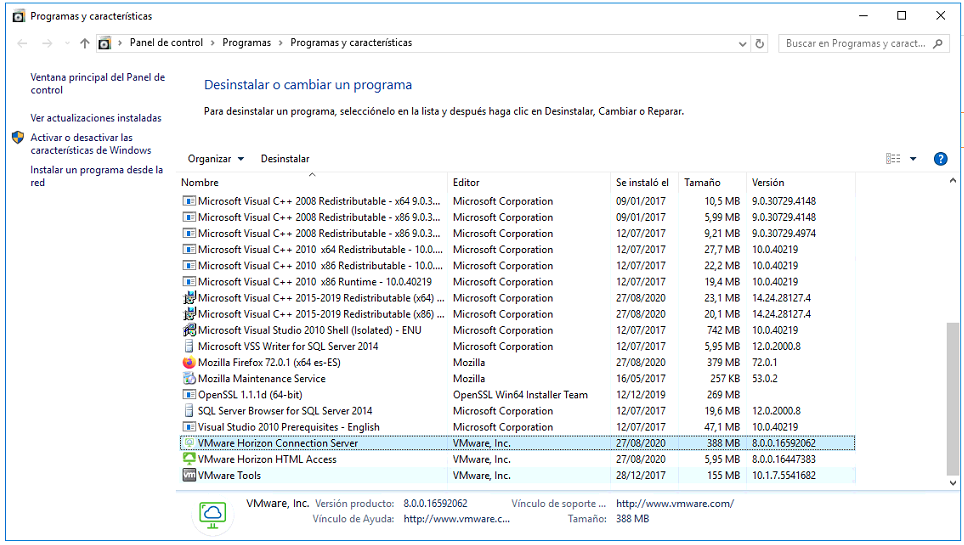 Programas y características
Panel de control > Programas > Programas y características
Buscar en Programas y caract...
Ventana principal del Panel de control
Ver actualizaciones instaladas
Activar o desactivar las características de Windows
Instalar un programa desde la red
Desinstalar o cambiar un programa
Para desinstalar un programa, selecciónelo en la lista y después haga clic en Desinstalar, Cambiar o Reparar.
Organizar Desinstalar
Nombre Editor Se instaló el Tamaño Versión
Microsoft Visual C++ 2008 Redistributable - x64 9.0.3... Microsoft Corporation 09/01/2017 10,5 MB 9.0.30729.4148
Microsoft Visual C++ 2008 Redistributable - x86 9.0.3... Microsoft Corporation 09/01/2017 5,99 MB 9.0.30729.4148
Microsoft Visual C++ 2008 Redistributable - x86 9.0.3... Microsoft Corporation 12/07/2017 9,21 MB 9.0.30729.4974
Microsoft Visual C++ 2010 x64 Redistributable - 10.0.... Microsoft Corporation 12/07/2017 27,7 MB 10.0.40219
Microsoft Visual C++ 2010 x86 Redistributable - 10.0.... Microsoft Corporation 12/07/2017 22,2 MB 10.0.40219
Microsoft Visual C++ 2010 x86 Runtime - 10.0.40219 Microsoft Corporation 12/07/2017 19,4 MB 10.0.40219
Microsoft Visual C++ 2015-2019 Redistributable (x64) ... Microsoft Corporation 27/08/2020 23,1 MB 14.24.28127.4
Microsoft Visual C++ 2015-2019 Redistributable (x86) ... Microsoft Corporation 27/08/2020 20,1 MB 14.24.28127.4
Microsoft Visual Studio 2010 Shell (Isolated) - ENU Microsoft Corporation 12/07/2017 742 MB 10.0.40219
Microsoft VSS Writer for SQL Server 2014 Microsoft Corporation 12/07/2017 5,95 MB 12.0.2000.8
Mozilla Firefox 72.0.1 (x64 es-ES) Mozilla 27/08/2020 379 MB 72.0.1
Mozilla Maintenance Service Mozilla 16/05/2017 257 KB 53.0.2
OpenSSL 1.1.1d (64-bit) OpenSSL Win64 Installer Team 12/12/2019 269 MB
SQL Server Browser for SQL Server 2014 Microsoft Corporation 12/07/2017 19,6 MB 12.0.2000.8
Visual Studio 2010 Prerequisites - English Microsoft Corporation 12/07/2017 47,1 MB 10.0.40219
VMware Horizon Connection Server VMware, Inc. 27/08/2020 388 MB 8.0.0.16592062
VMware Horizon HTML Access VMware, Inc. 27/08/2020 5,95 MB 8.0.0.16447383
vm VMware Tools VMware, Inc. 28/12/2017 155 MB 10.1.7.5541682
VMware, Inc. Versión producto: 8.0.0.16592062 Vínculo de soporte ... http://www.vmware.com/
Vínculo de Ayuda: http://www.vmware.c... Tamaño: 388 MB